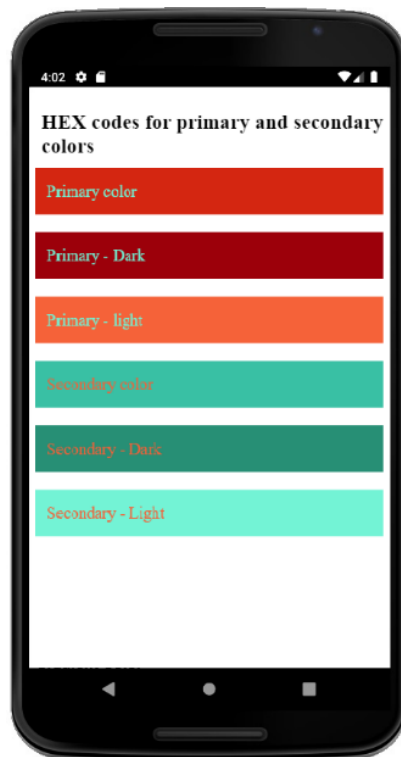 4:02
HEX codes for primary and secondary
colors
Primary color
Primary - Dark
Primary - light
Secondary color
Secondary - Dark
Secondary - Light